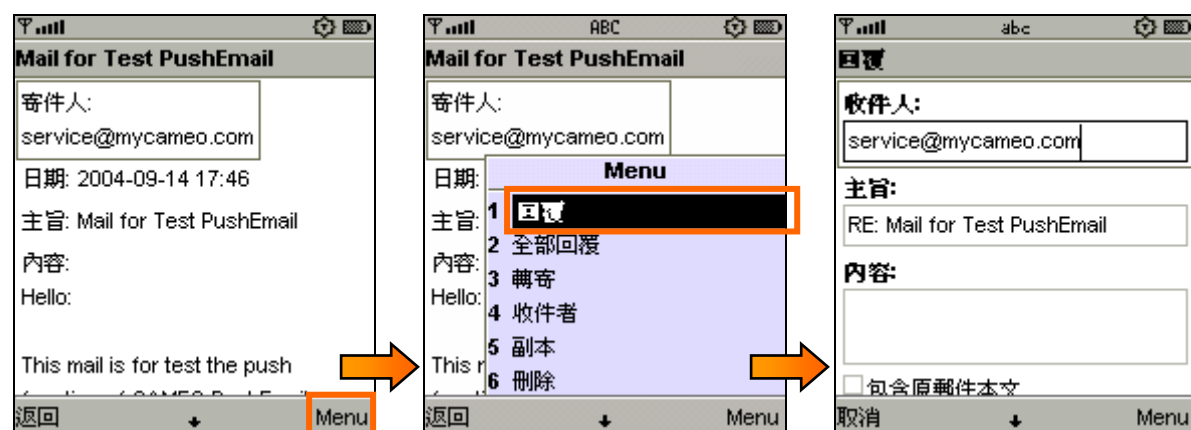 Mail for Test PushEmail
寄件人:
service@mycameo.com
日期: 2004-09-14 17:46
主旨: Mail for Test PushEmail
內容:
Hello:
This mail is for test the push
返回
Menu
ABC
Mail for Test PushEmail
寄件人:
service@mycameo.com
日期:
主旨:
內容:
Hello:
This
Menu
1 回覆
2 全部回覆
3 轉寄
4 收件者
5 副本
6 刪除
返回
Menu
abc
回覆
收件人:
service@mycameo.com
主旨:
RE: Mail for Test PushEmail
內容:
包含原郵件本文
取消
Menu